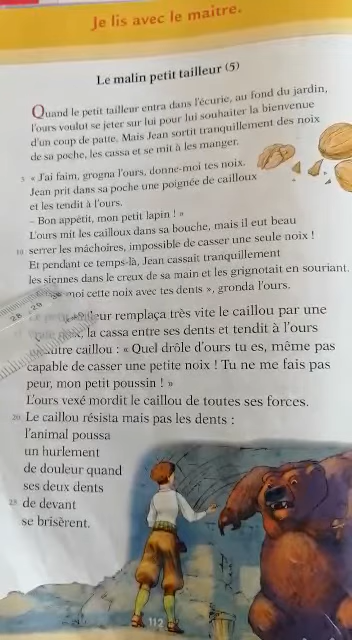 Je lis avec le maitre.
Le malin petit tailleur (5)
Quand le petit tailleur entra dans l'écurie, au fond du jardin,
l'ours voulut se jeter sur lui pour lui souhaiter la bienvenue
d'un coup de patte. Mais Jean sortit tranquillement des noix
de sa poche, les cassa et se mit à les manger.
5 « J'ai faim, grogna l'ours, donne-moi tes noix.
Jean prit dans sa poche une poignée de cailloux
et les tendit à l'ours.
– Bon appétit, mon petit lapin ! »
L'ours mit les cailloux dans sa bouche, mais il eut beau
10 serrer les mâchoires, impossible de casser une seule noix !
Et pendant ce temps-là, Jean cassait tranquillement
les siennes dans le creux de sa main et les grignotait en souriant.
moi cette noix avec tes dents », gronda l'ours.
remplaça très vite le caillou par une
la cassa entre ses dents et tendit à l'ours
caillou : « Quel drôle d'ours tu es, même pas
capable de casser une petite noix ! Tu ne me fais pas
peur, mon petit poussin ! »
L'ours vexé mordit le caillou de toutes ses forces.
20 Le caillou résista mais pas les dents :
l'animal poussa
un hurlement
de douleur quand
ses deux dents
25 de devant
se brisèrent.
112